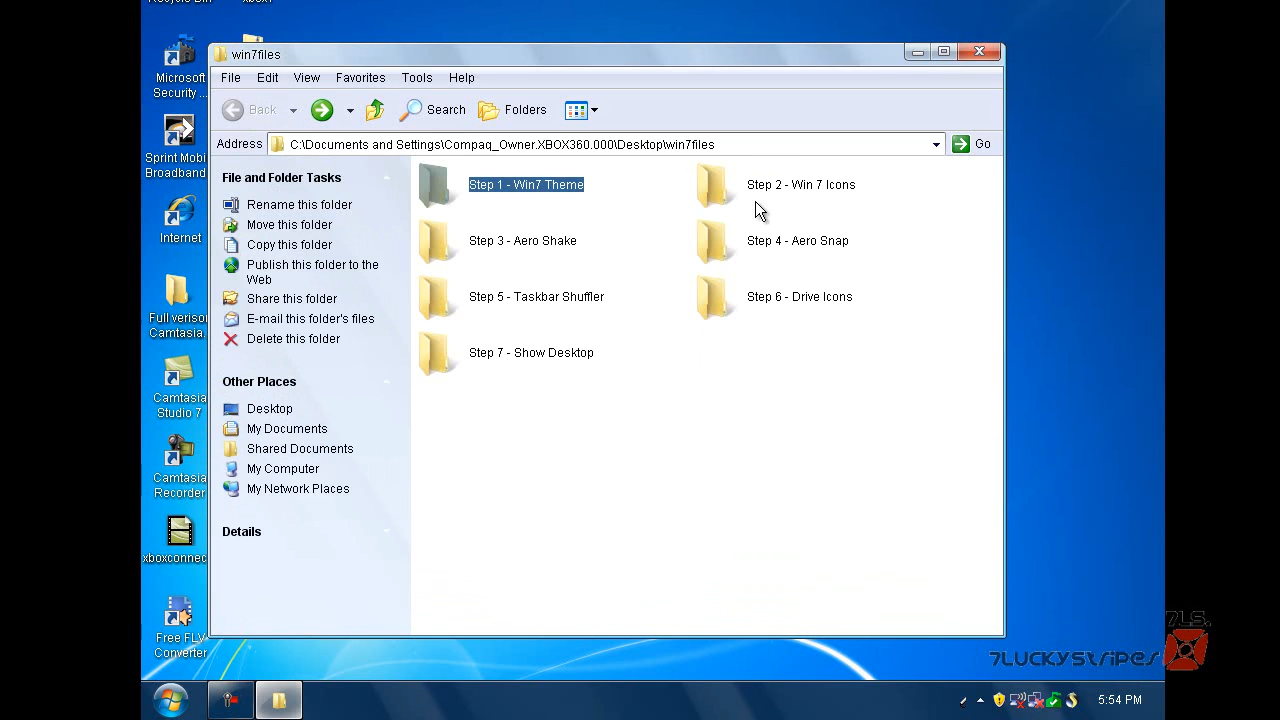 Recycle Bin
xbox1
win7files
File Edit View Favorites Tools Help
Back
Search
Folders
Address
C:\Documents and Settings\Compaq_Owner.xBOX360.000\Desktop\win7files
Go
File and Folder Tasks
Rename this folder
Move this folder
Copy this folder
Publish this folder to the
Web
Share this folder
E-mail this folder's files
Delete this folder
Other Places
Desktop
My Documents
Shared Documents
My Computer
My Network Places
Details
Step 1 - Win7 Theme
Step 2 - Win 7 Icons
Step 3 - Aero Shake
Step 4 - Aero Snap
Step 5 - Taskbar Shuffler
Step 6 - Drive Icons
Step 7 - Show Desktop
Microsoft
Security ...
Sprint Mobi
Broadband
Internet
Full verisor
Camtasia.
Camtasia
Studio 7
Camtasia
Recorder
xboxconnec
Free FLV
Converter
7LS.
7LUCKYSTRIPES
5:54 PM